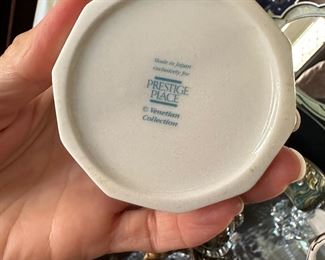 Made in Japan
exclusively for
PRESTIGE
PLACE
© Venetian
Collection